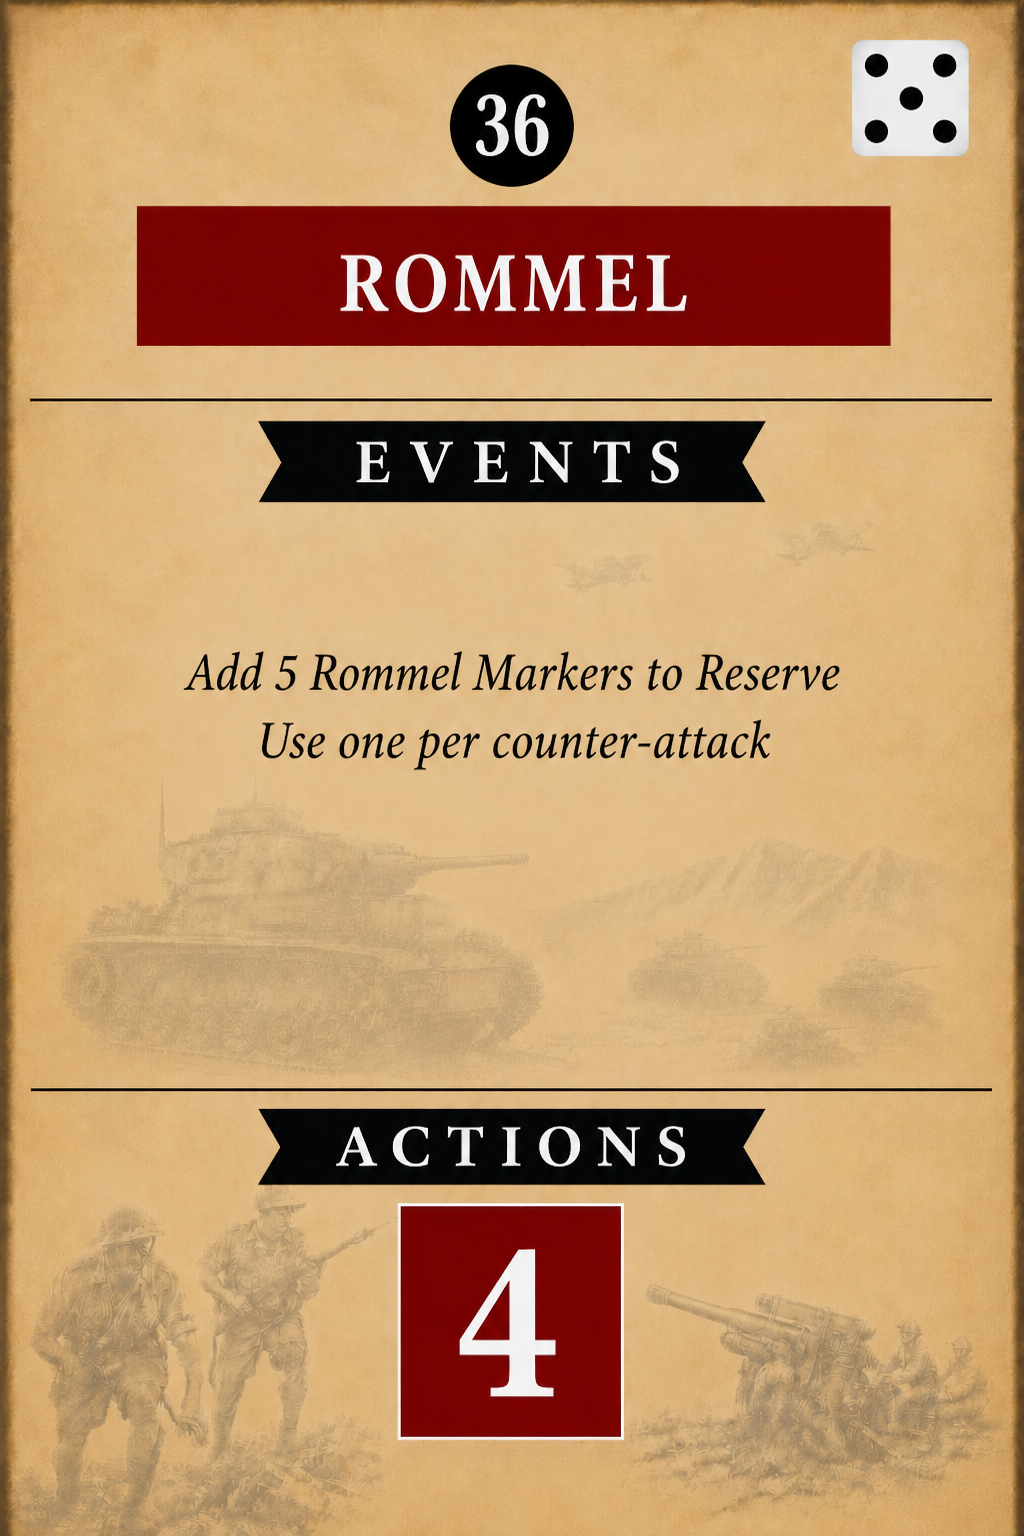 36
ROMMEL
EVENTS
Add 5 Rommel Markers to Reserve
Use one per counter-attack
ACTIONS
4